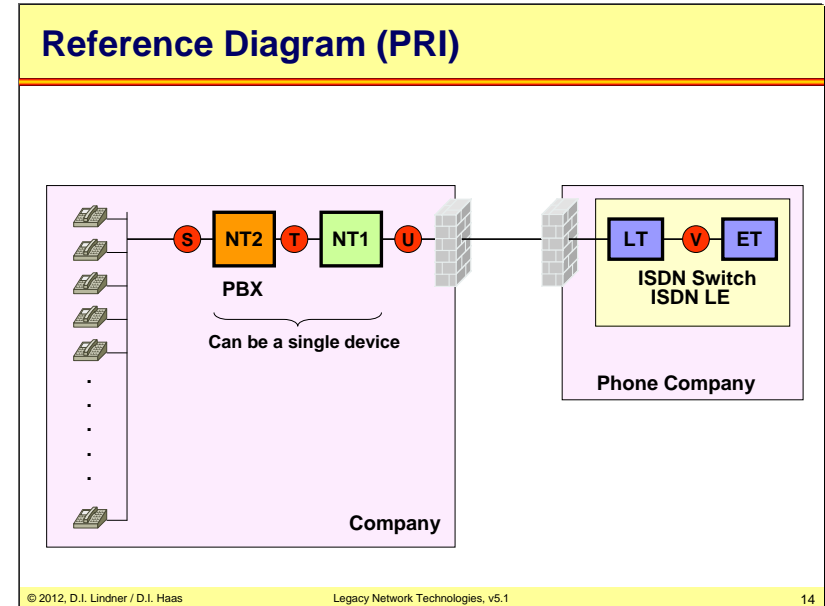 Reference Diagram (PRI)
S
NT2
T
NT1
U
LT
V
ET
PBX
ISDN Switch
ISDN LE
Can be a single device
Phone Company
Company
© 2012, D.I. Lindner / D.I. Haas
Legacy Network Technologies, v5.1
14